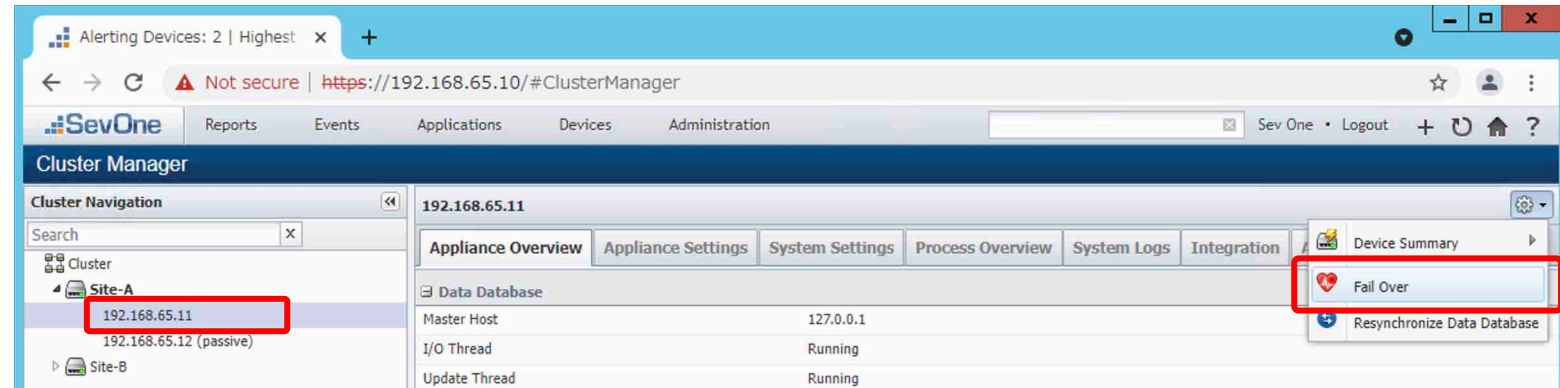 Alerting Devices: 2 | Highest
Not secure | https://192.168.65.10/#ClusterManager
SevOne Reports Events Applications Devices Administration Sev One • Logout + ?
Cluster Manager
Cluster Navigation
Search
Cluster
Site-A
192.168.65.11
192.168.65.12 (passive)
Site-B
192.168.65.11
Appliance Overview Appliance Settings System Settings Process Overview System Logs Integration
Data Database
Master Host 127.0.0.1
I/O Thread Running
Update Thread Running
Device Summary
Fail Over
Resynchronize Data Database